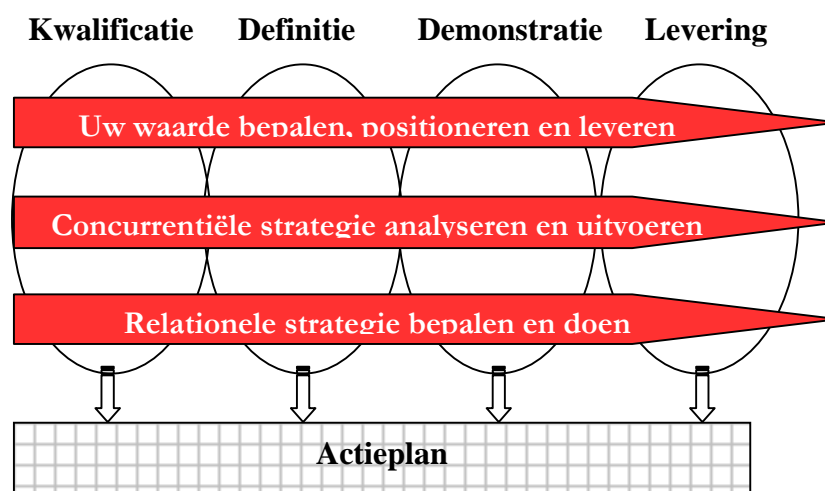 Kwalificatie Definitie Demonstratie Levering
Uw waarde bepalen, positioneren en leveren
Concurrentiële strategie analyseren en uitvoeren
Relationele strategie bepalen en doen
Actieplan